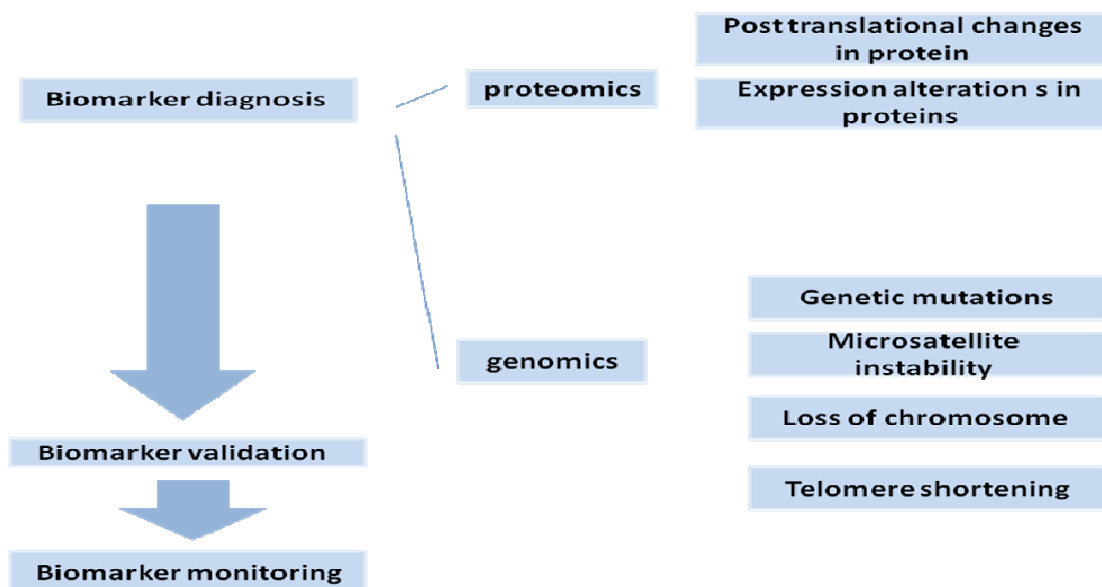 Biomarker diagnosis
proteomics
Post translational changes
in protein
Expression alteration s in
proteins
genomics
Genetic mutations
Microsatellite
instability
Loss of chromosome
Telomere shortening
Biomarker validation
Biomarker monitoring